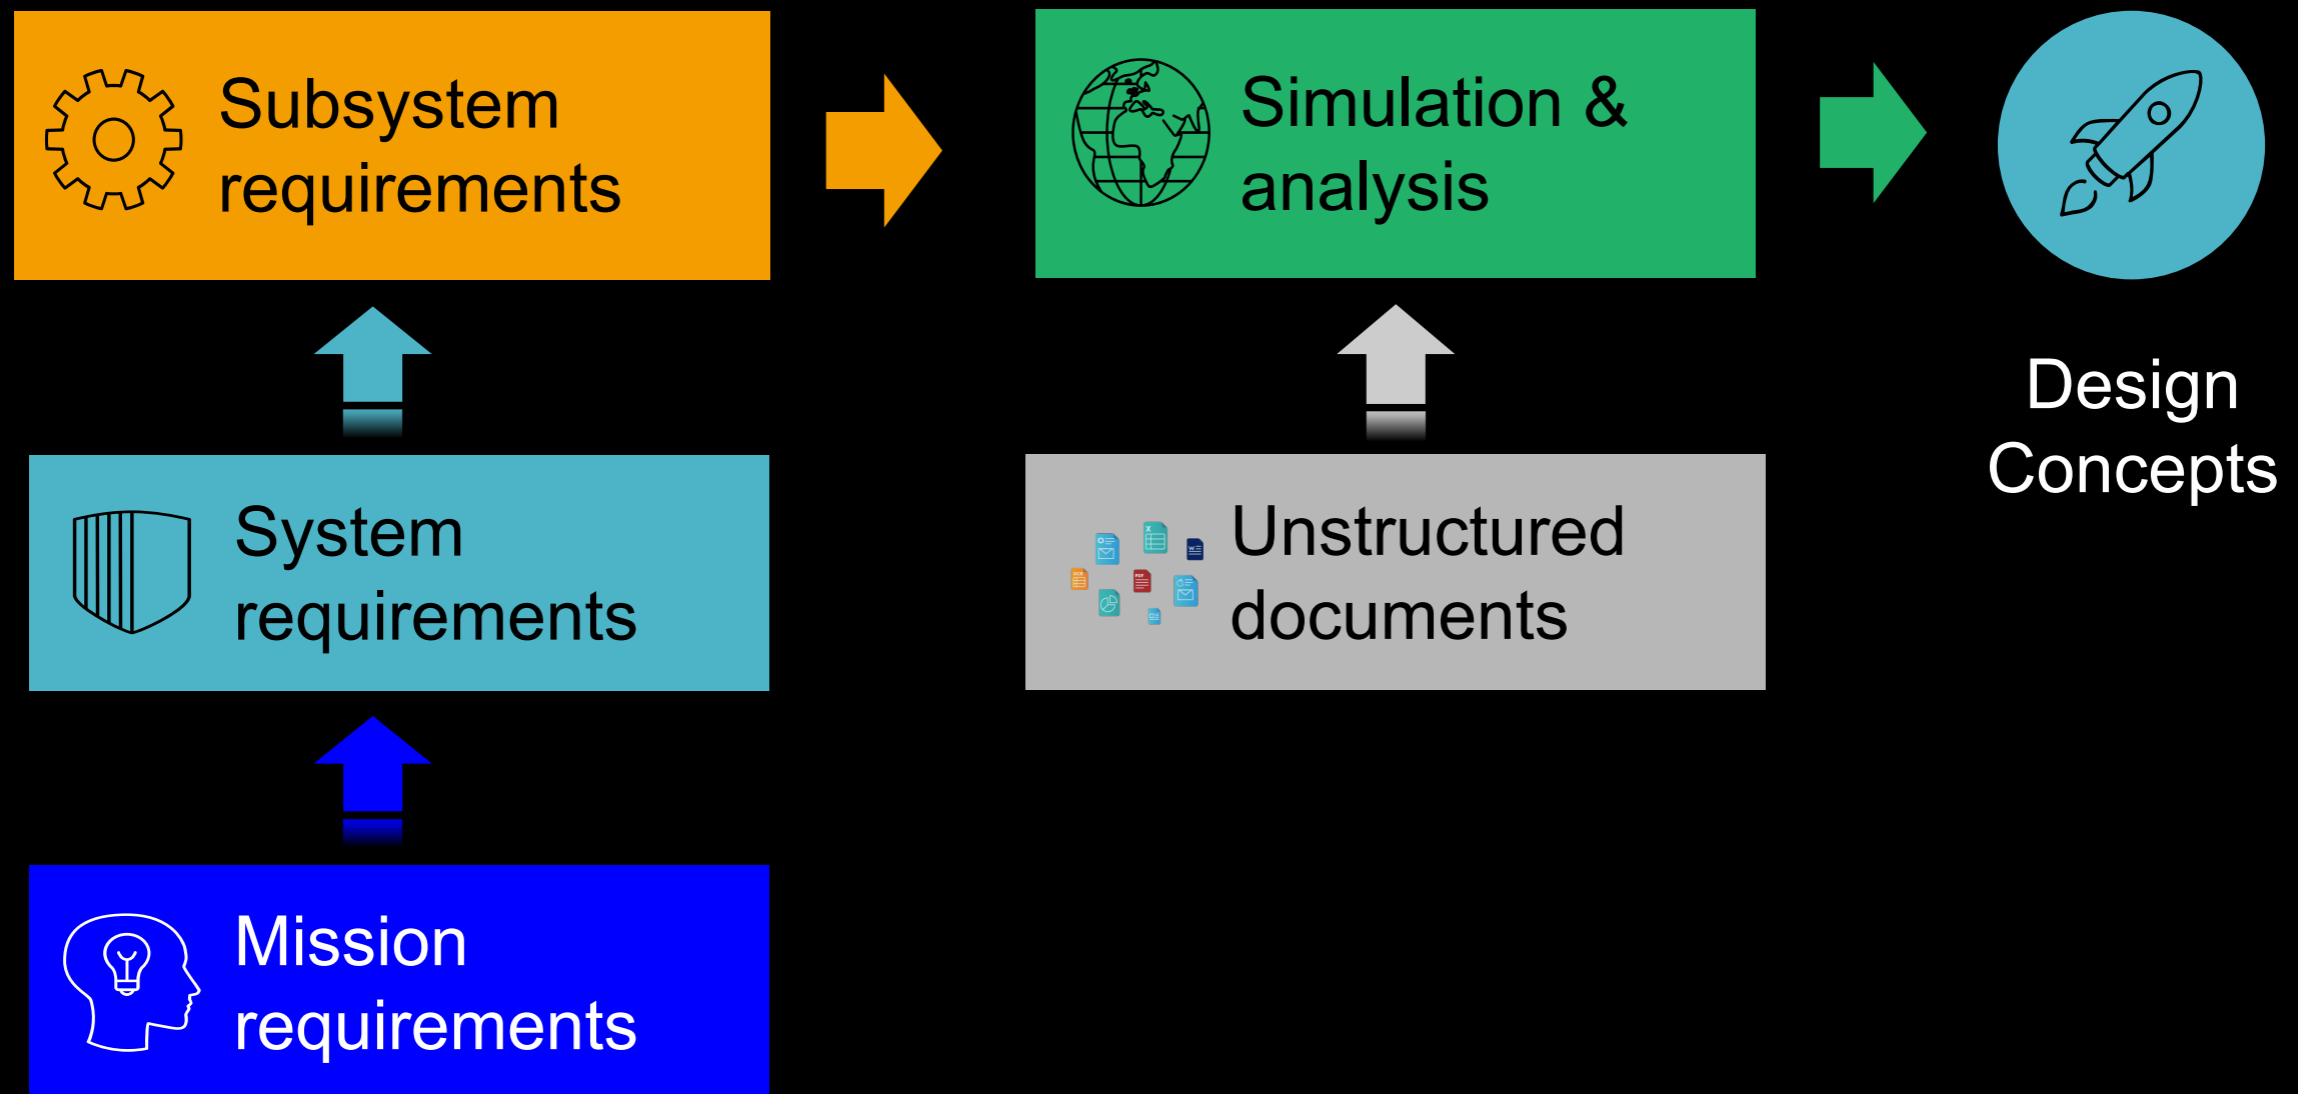 Subsystem
requirements
Simulation &
analysis
Design
Concepts
System
requirements
Unstructured
documents
Mission
requirements